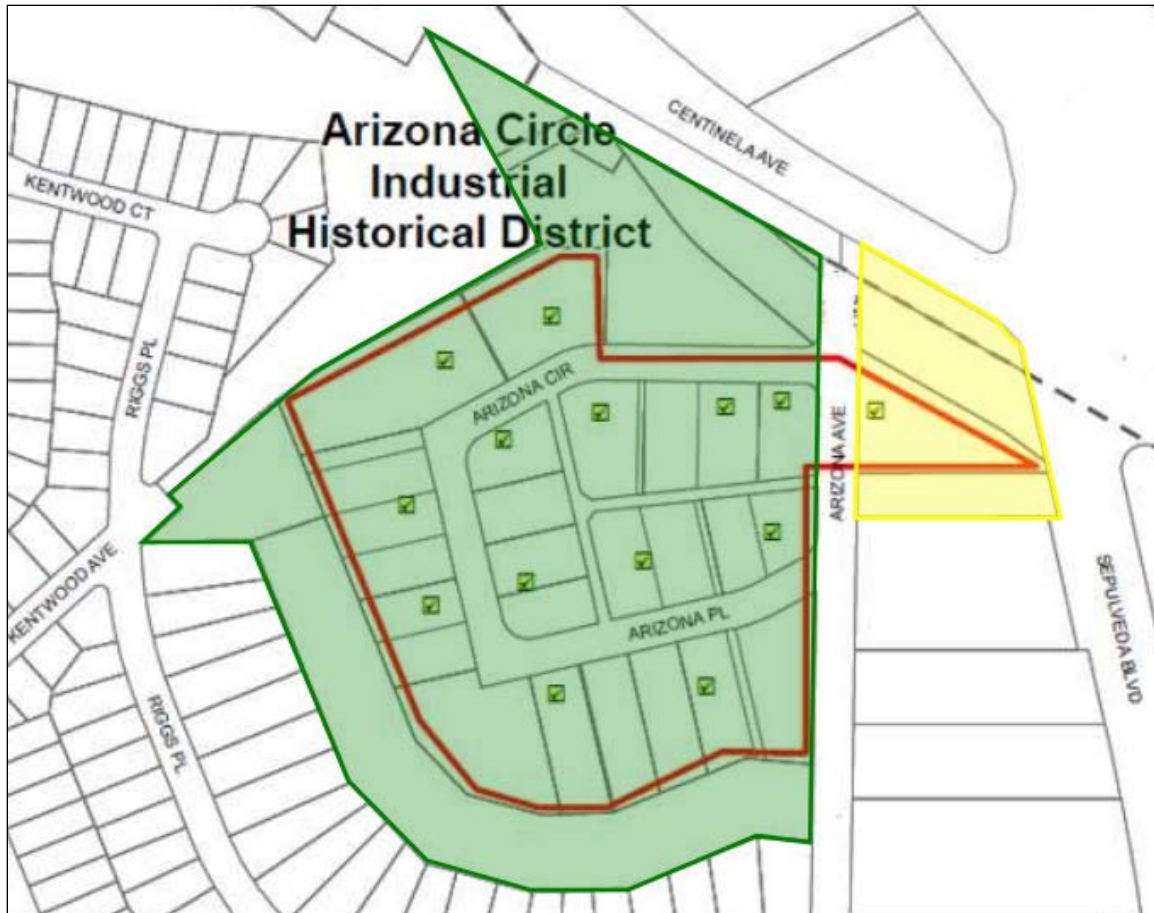 Arizona Circle
Industrial
Historical District
CENTINELA AVE
KENTWOOD CT
RIGGS PL
ARIZONA CIR
ARIZONA AVE
KENTWOOD AVE
ARIZONA PL
SEPULVEDA BLVD
RIGGS PL